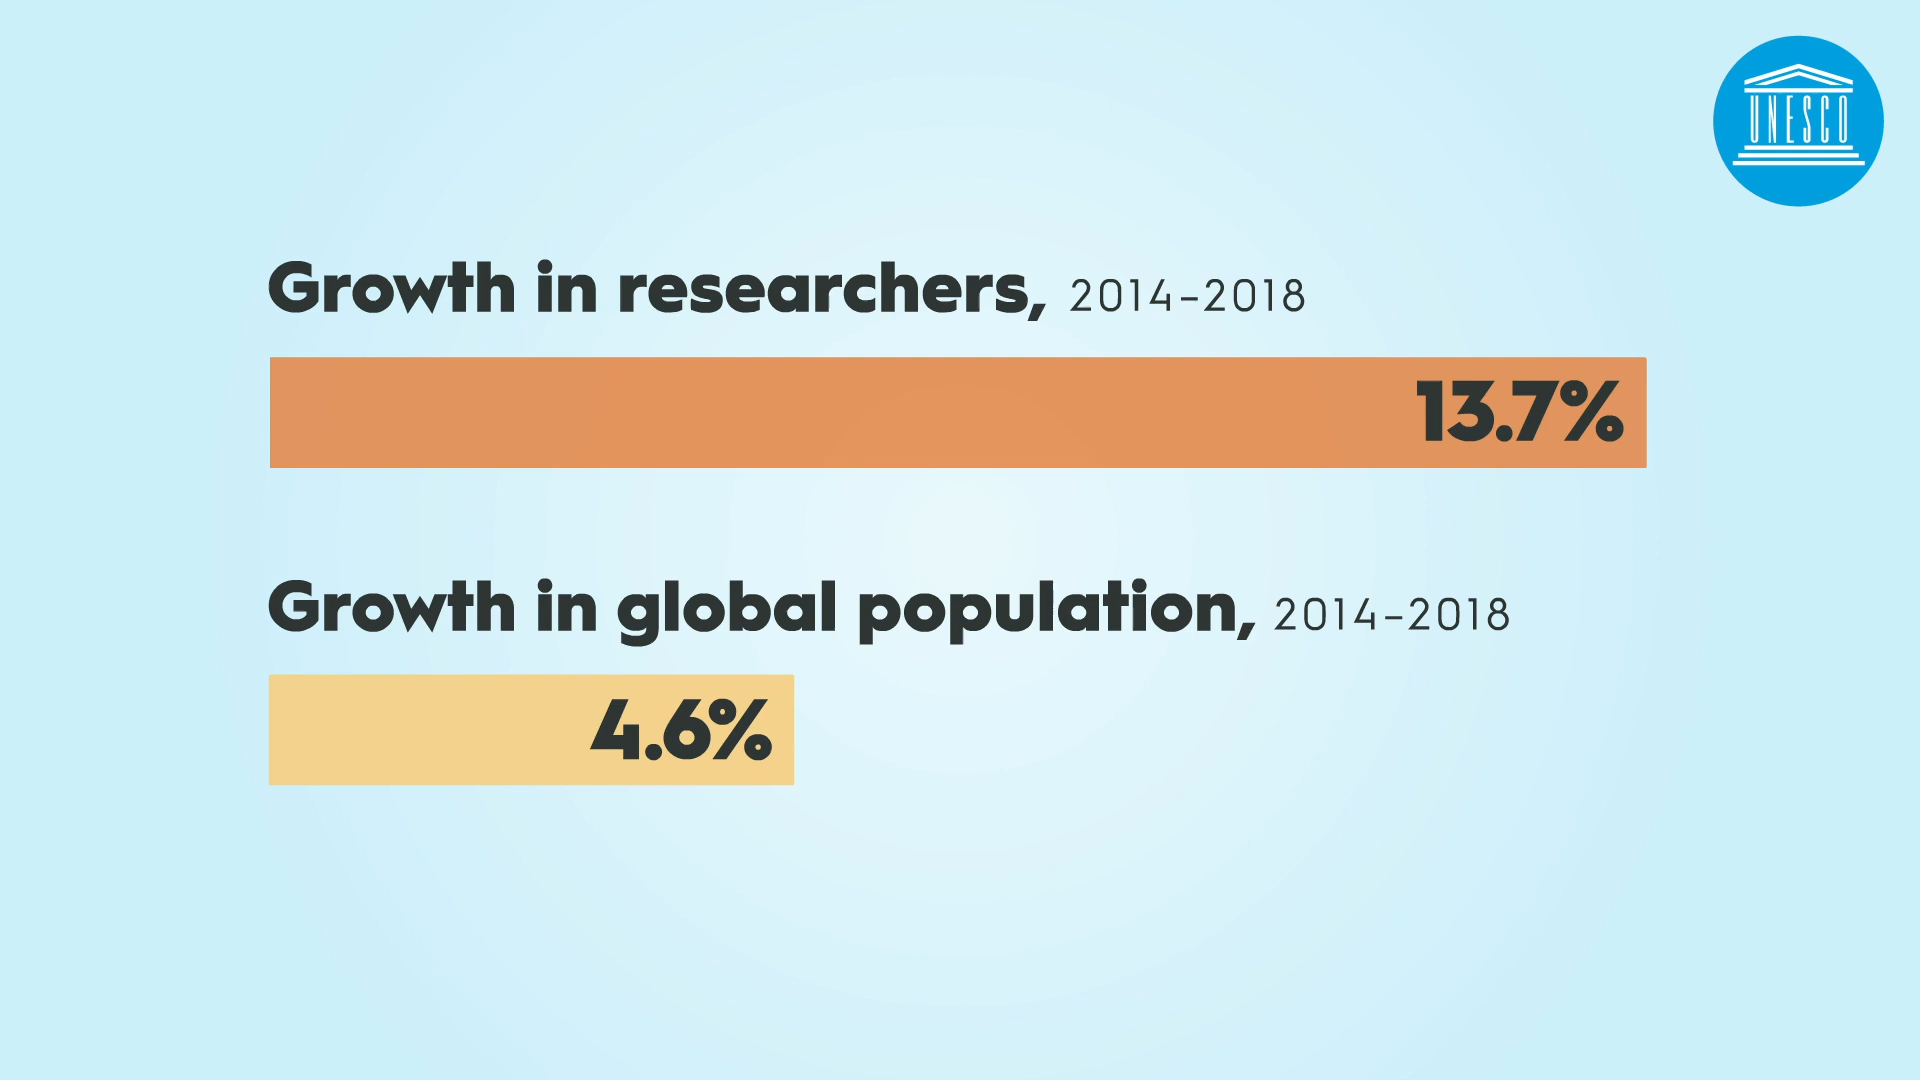 UNESCO
Growth in researchers, 2014-2018
13.7%
Growth in global population, 2014-2018
4.6%